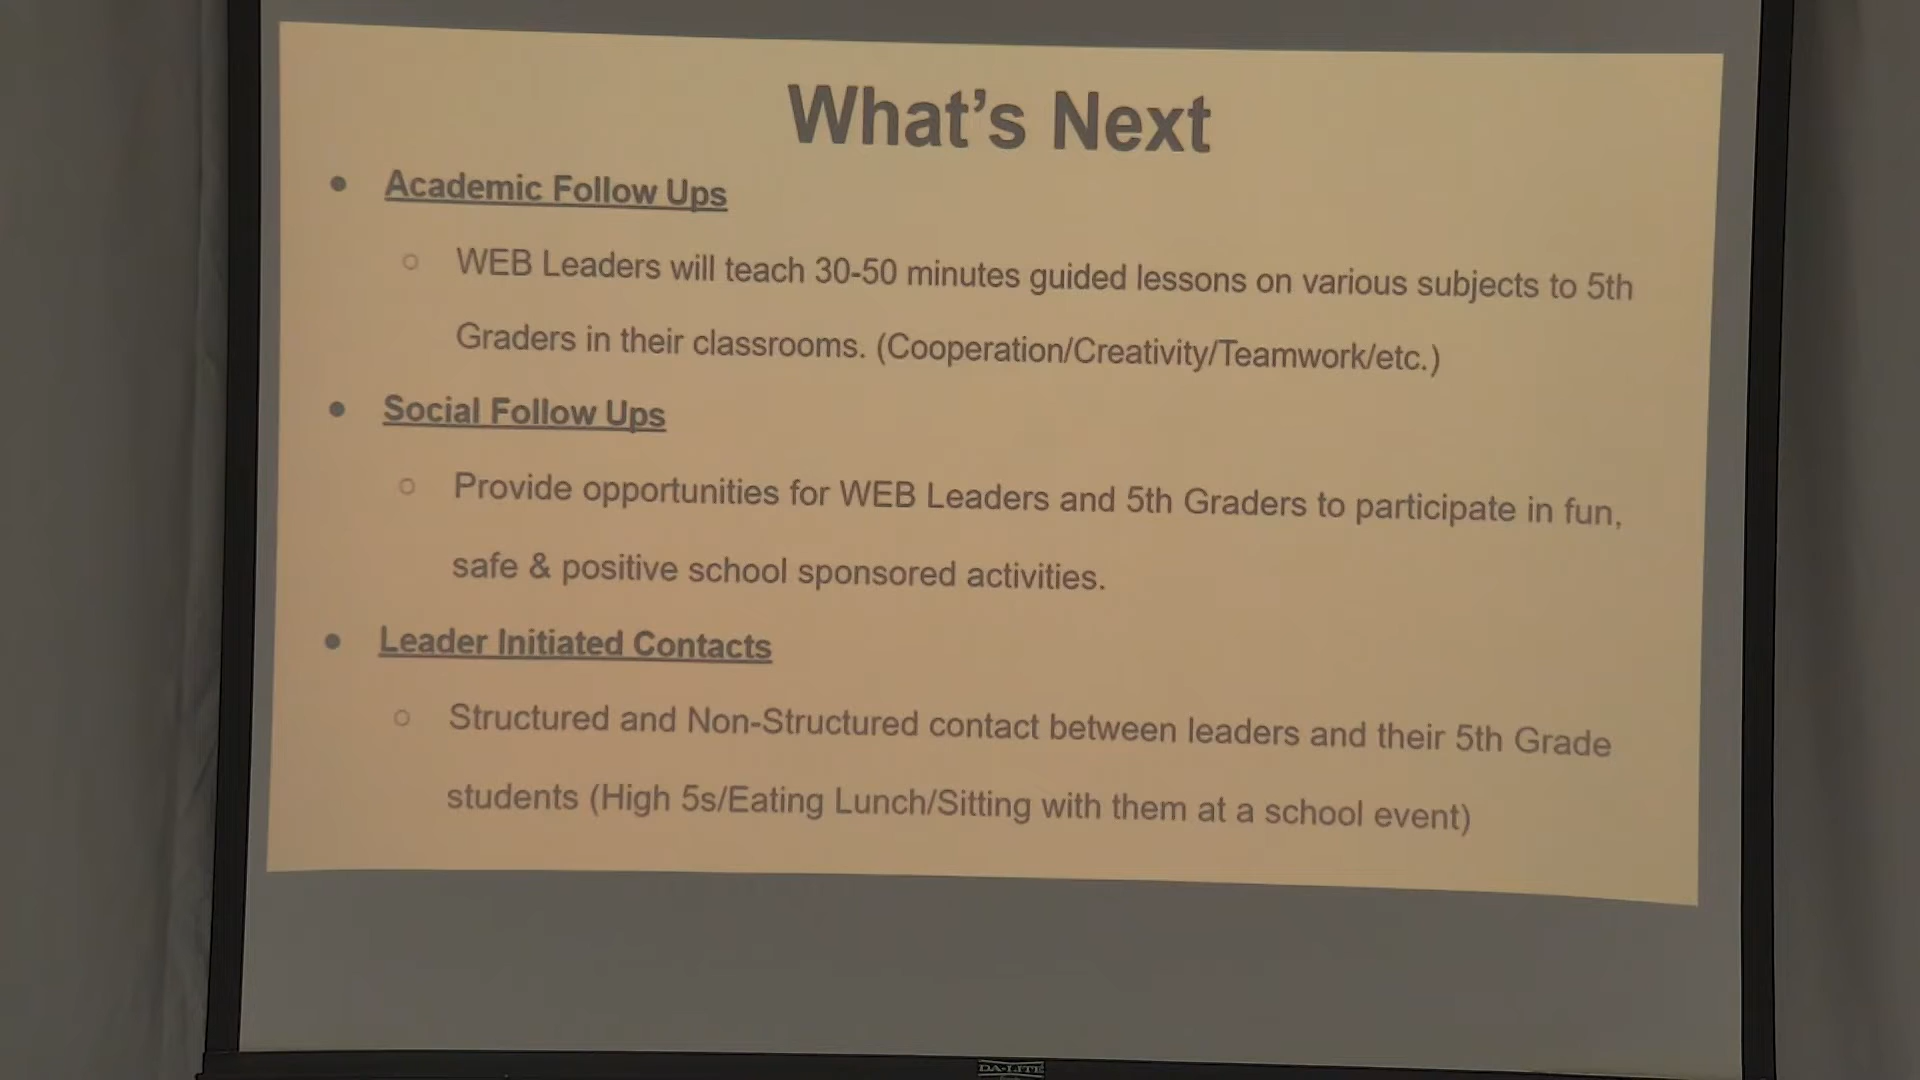 What's Next
● Academic Follow Ups
○ WEB Leaders will teach 30-50 minutes guided lessons on various subjects to 5th
Graders in their classrooms. (Cooperation/Creativity/Teamwork/etc.)
● Social Follow Ups
○ Provide opportunities for WEB Leaders and 5th Graders to participate in fun,
safe & positive school sponsored activities.
● Leader Initiated Contacts
○ Structured and Non-Structured contact between leaders and their 5th Grade
students (High 5s/Eating Lunch/Sitting with them at a school event)
DA-LITE